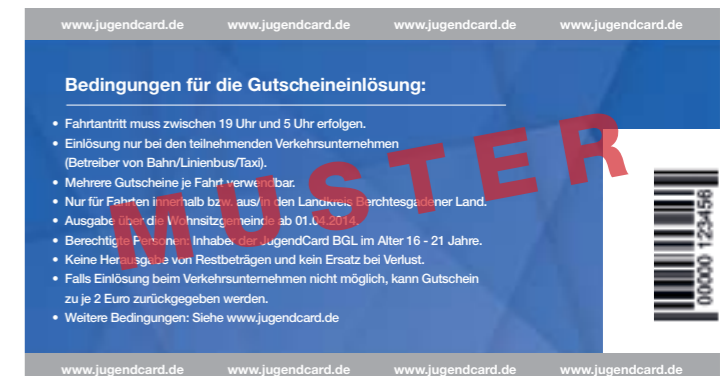 www.jugendcard.de www.jugendcard.de www.jugendcard.de www.jugendcard.de
Bedingungen für die Gutscheineinlösung:
• Fahrtantritt muss zwischen 19 Uhr und 5 Uhr erfolgen.
• Einlösung nur bei den teilnehmenden Verkehrsunternehmen
(Betreiber von Bahn/Linienbus/Taxi).
• Mehrere Gutscheine je Fahrt verwendbar.
• Nur für Fahrten innerhalb bzw. aus/in den Landkreis Berchtesgadener Land.
• Ausgabe über die Wohnsitzgemeinde ab 01.04.2014.
• Berechtigte Personen: Inhaber der JugendCard BGL im Alter 16 - 21 Jahre.
• Keine Herausgabe von Restbeträgen und kein Ersatz bei Verlust.
• Falls Einlösung beim Verkehrsunternehmen nicht möglich, kann Gutschein
zu je 2 Euro zurückgegeben werden.
• Weitere Bedingungen: Siehe www.jugendcard.de
MUSTER
00000 123456
www.jugendcard.de www.jugendcard.de www.jugendcard.de www.jugendcard.de